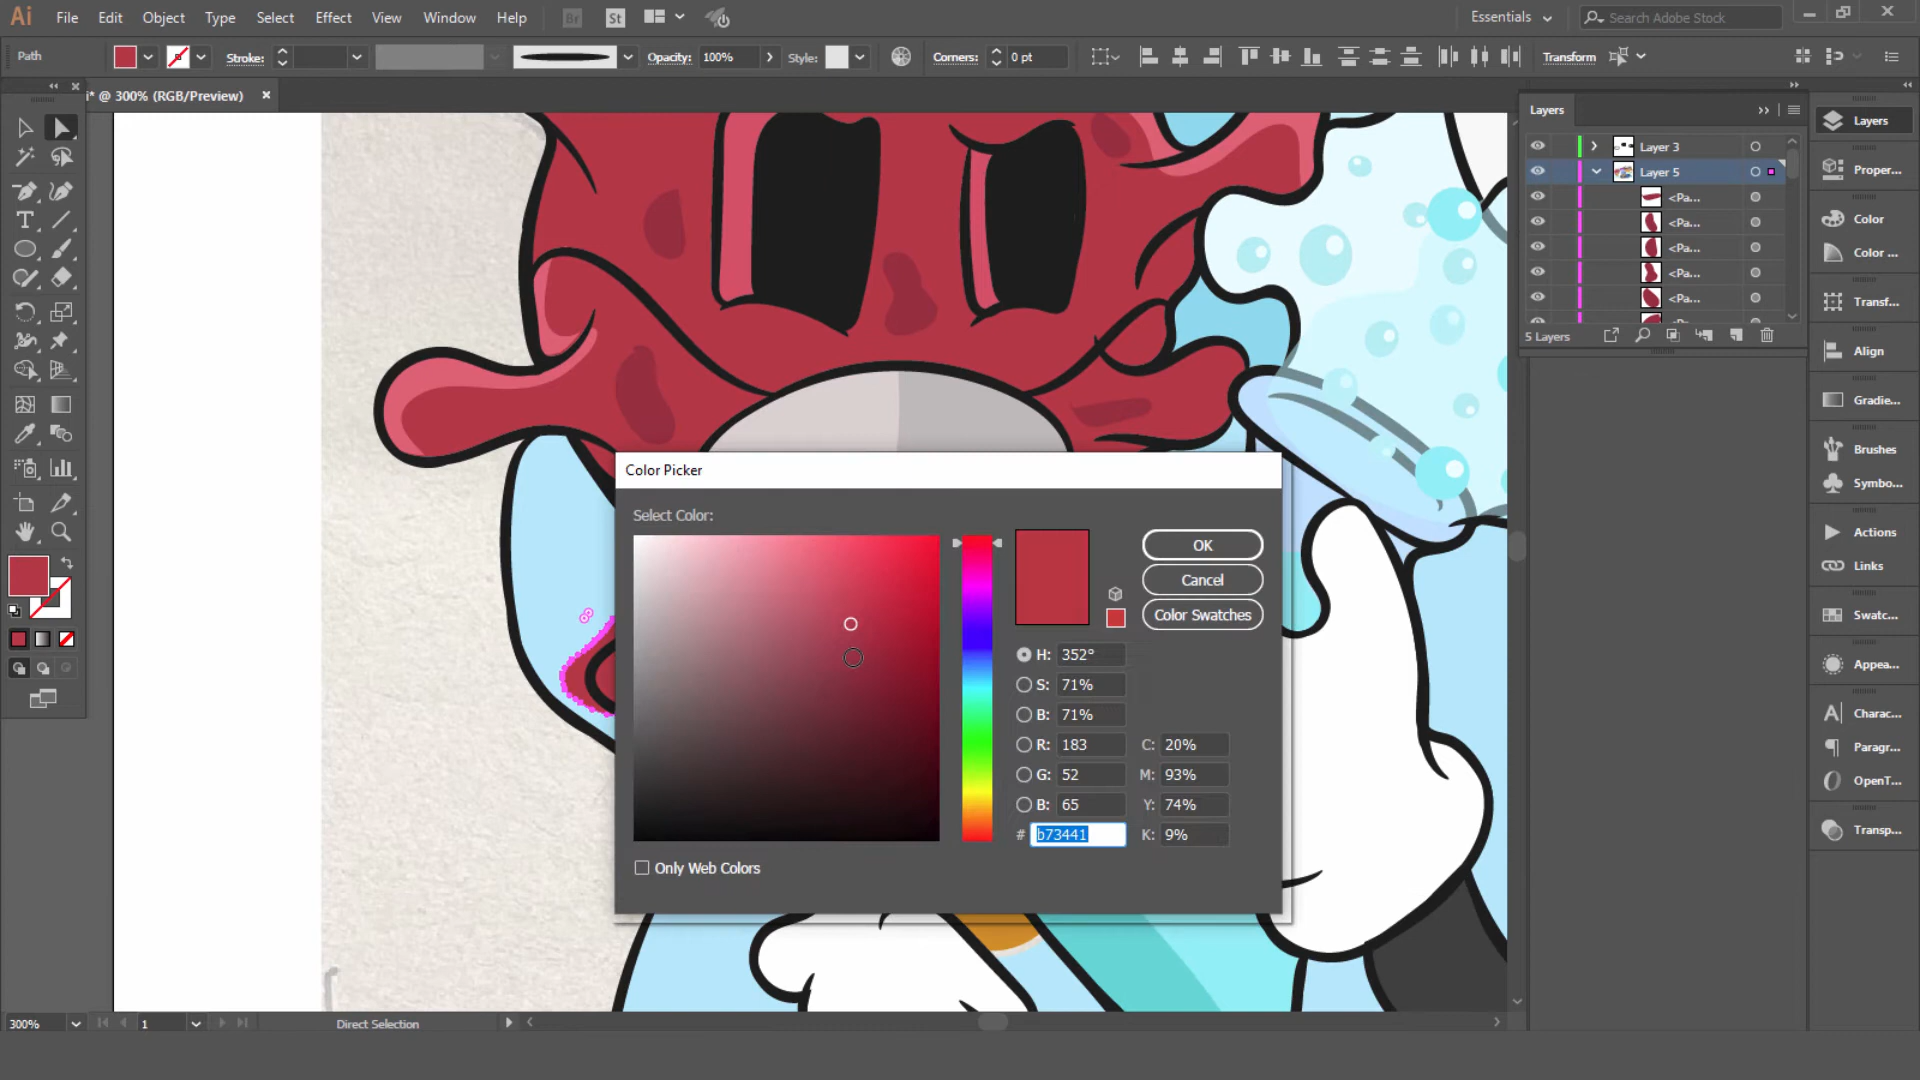 Ai File Edit Object Type Select Effect View Window Help Br St Essentials Search Adobe Stock
Path Stroke: Opacity: 100% Style: Corners: 0 pt Transform
i* @ 300% (RGB/Preview)
Layers
Layer 3
Layer 5
<Pa...
<Pa...
<Pa...
<Pa...
<Pa...
5 Layers
Layers
Proper...
Color
Color ...
Transf...
Align
Gradie...
Brushes
Symbo...
Actions
Links
Swatc...
Appea...
Charac...
Paragr...
OpenT...
Transp...
Color Picker
Select Color:
OK
Cancel
Color Swatches
H: 352°
S: 71%
B: 71%
R: 183 C: 20%
G: 52 M: 93%
B: 65 Y: 74%
# b73441 K: 9%
Only Web Colors
300% 1 Direct Selection